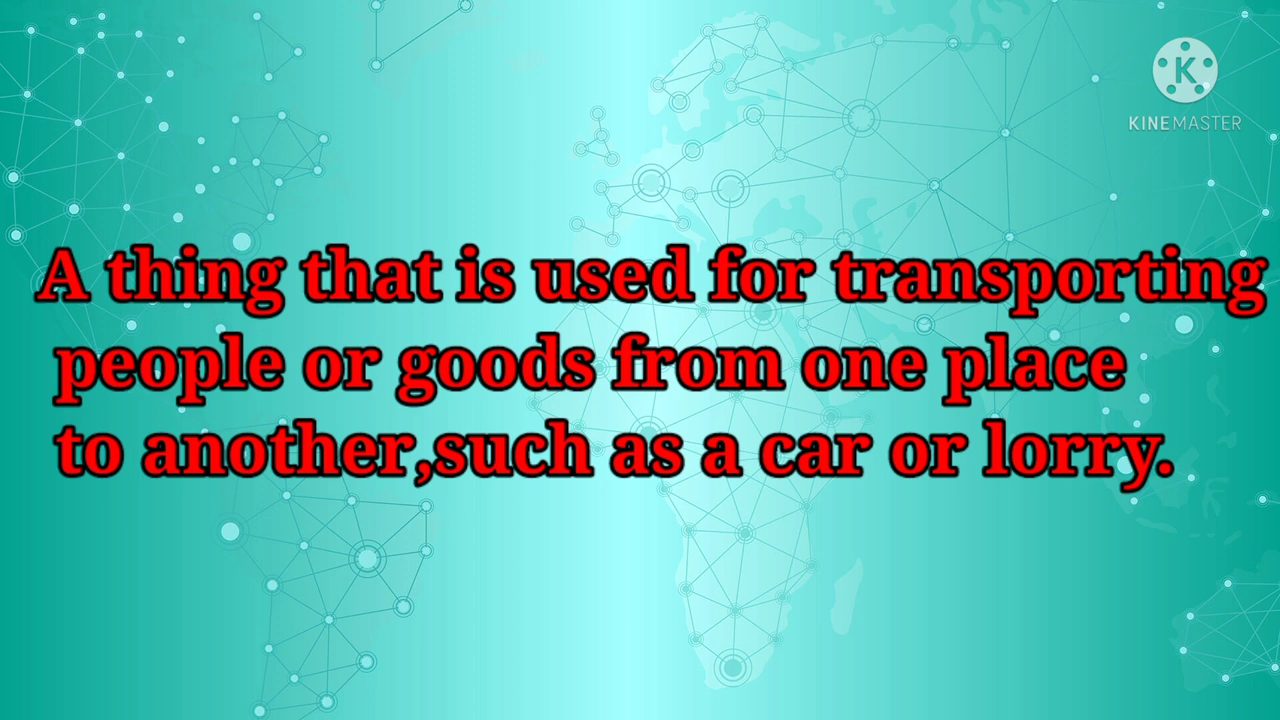 K
KINEMASTER
A thing that is used for transporting
people or goods from one place
to another,such as a car or lorry.